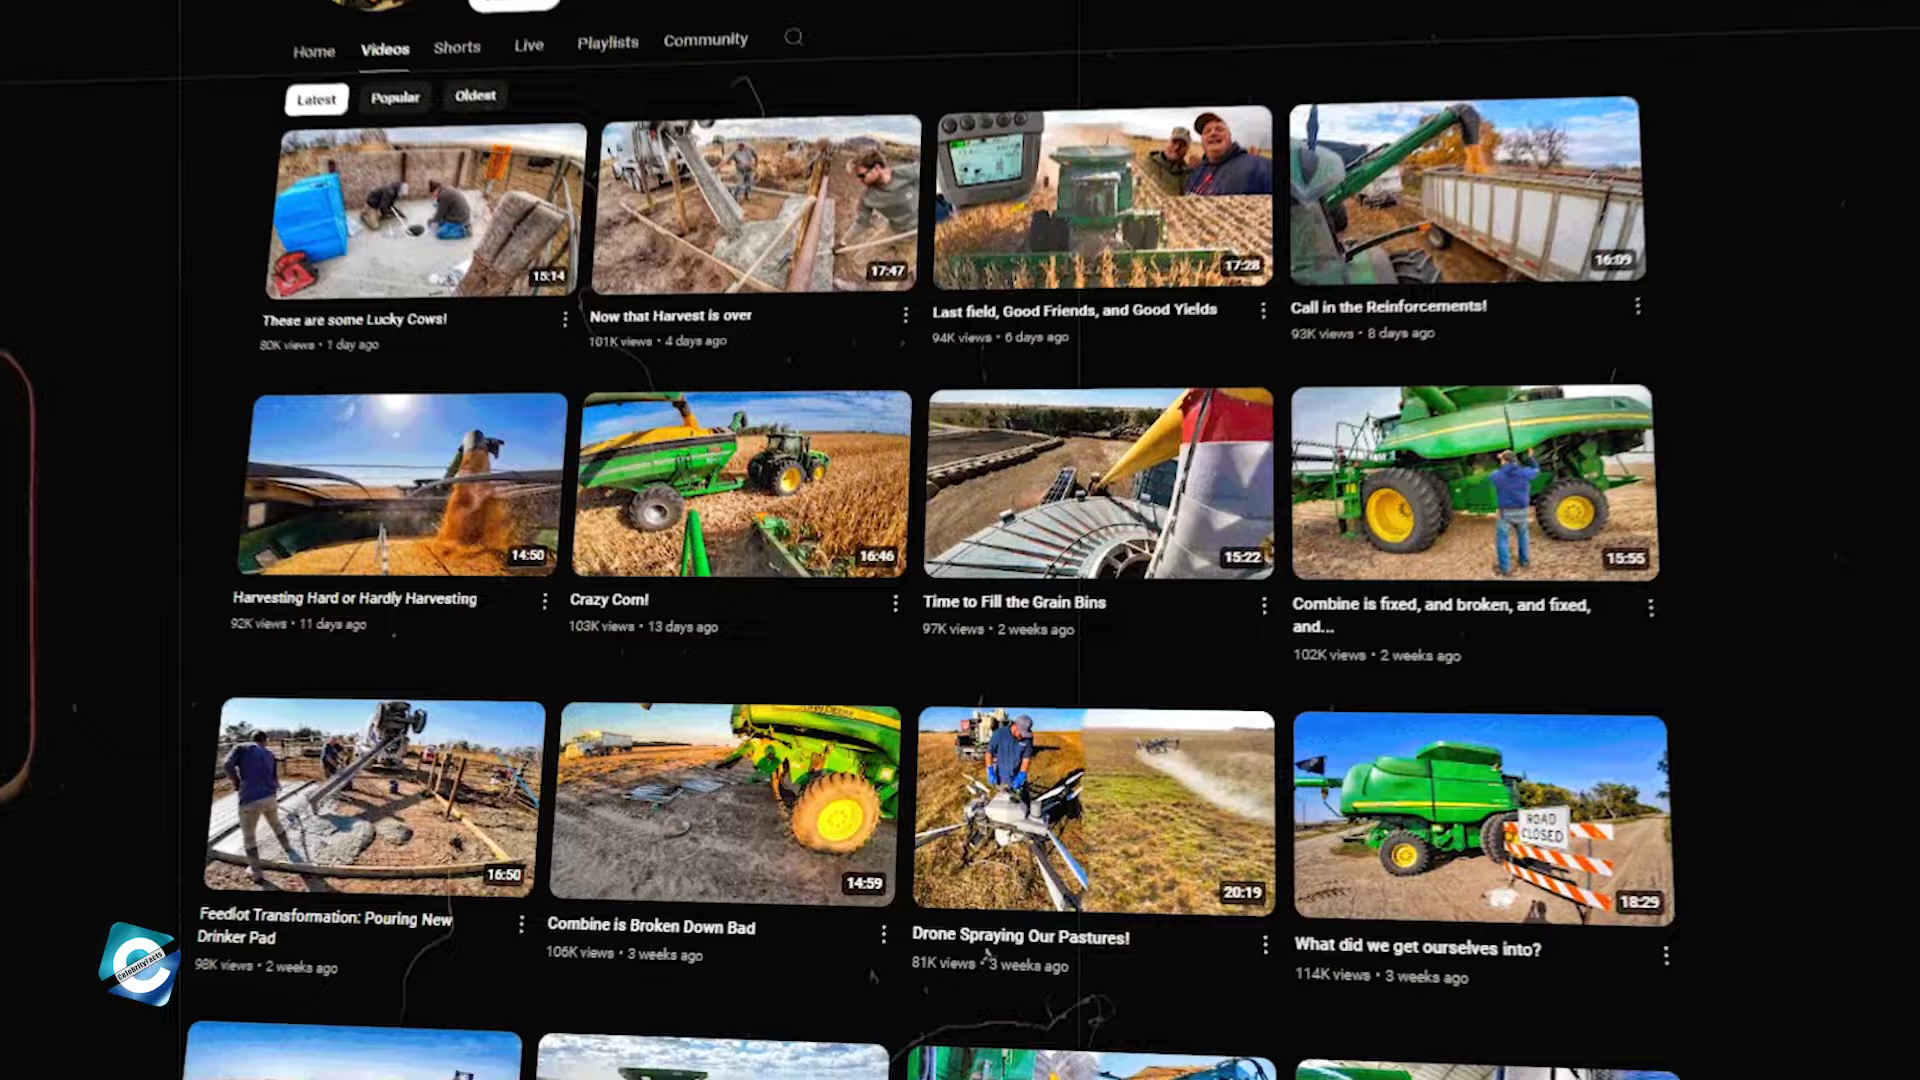 Home Videos Shorts Live Playlists Community
Latest Popular Oldest
15:14
17:47
17:28
16:09
These are some Lucky Cows!
80K views • 1 day ago
Now that Harvest is over
101K views • 4 days ago
Last field, Good Friends, and Good Yields
94K views • 6 days ago
Call in the Reinforcements!
93K views • 8 days ago
14:50
16:46
15:22
15:55
Harvesting Hard or Hardly Harvesting
92K views • 11 days ago
Crazy Corn!
103K views • 13 days ago
Time to Fill the Grain Bins
97K views • 2 weeks ago
Combine is fixed, and broken, and fixed,
and...
102K views • 2 weeks ago
ROAD
CLOSED
16:50
14:59
20:19
18:29
Feedlot Transformation: Pouring New
Drinker Pad
98K views • 2 weeks ago
Combine is Broken Down Bad
106K views • 3 weeks ago
Drone Spraying Our Pastures!
81K views • 3 weeks ago
What did we get ourselves into?
114K views • 3 weeks ago
CelebrityFacts